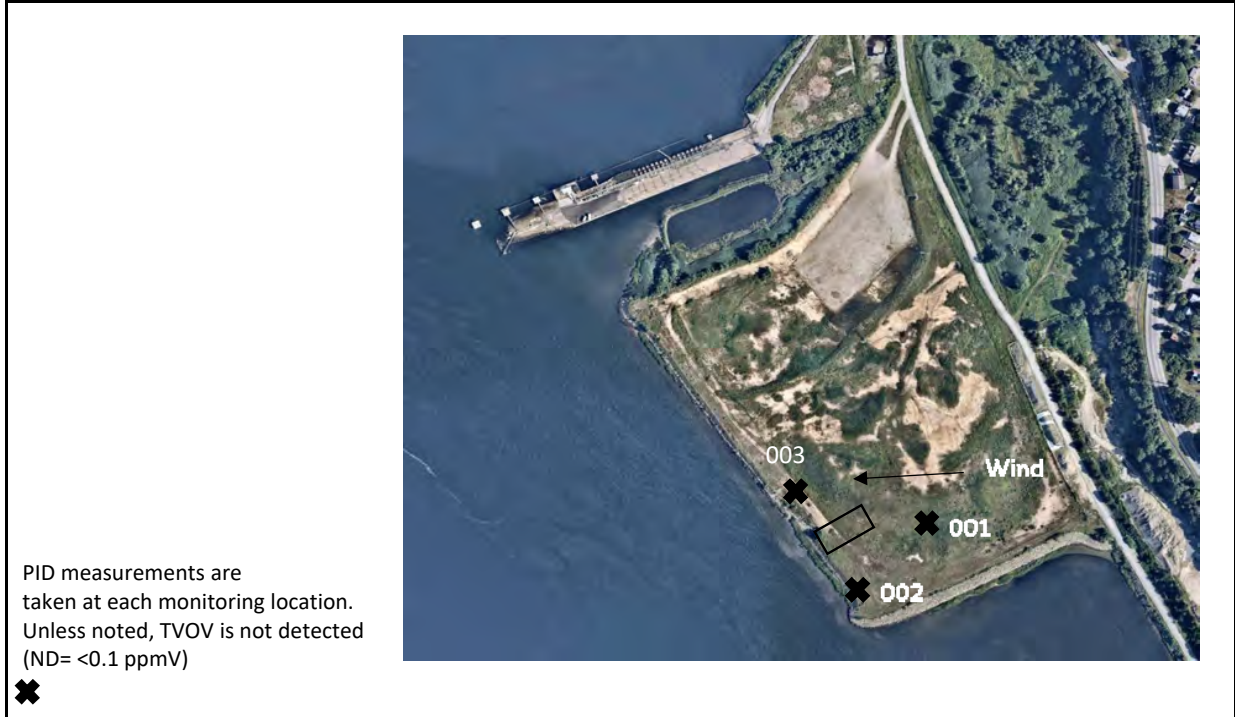 003
Wind
001
002
PID measurements are
taken at each monitoring location.
Unless noted, TVOV is not detected
(ND= <0.1 ppmV)